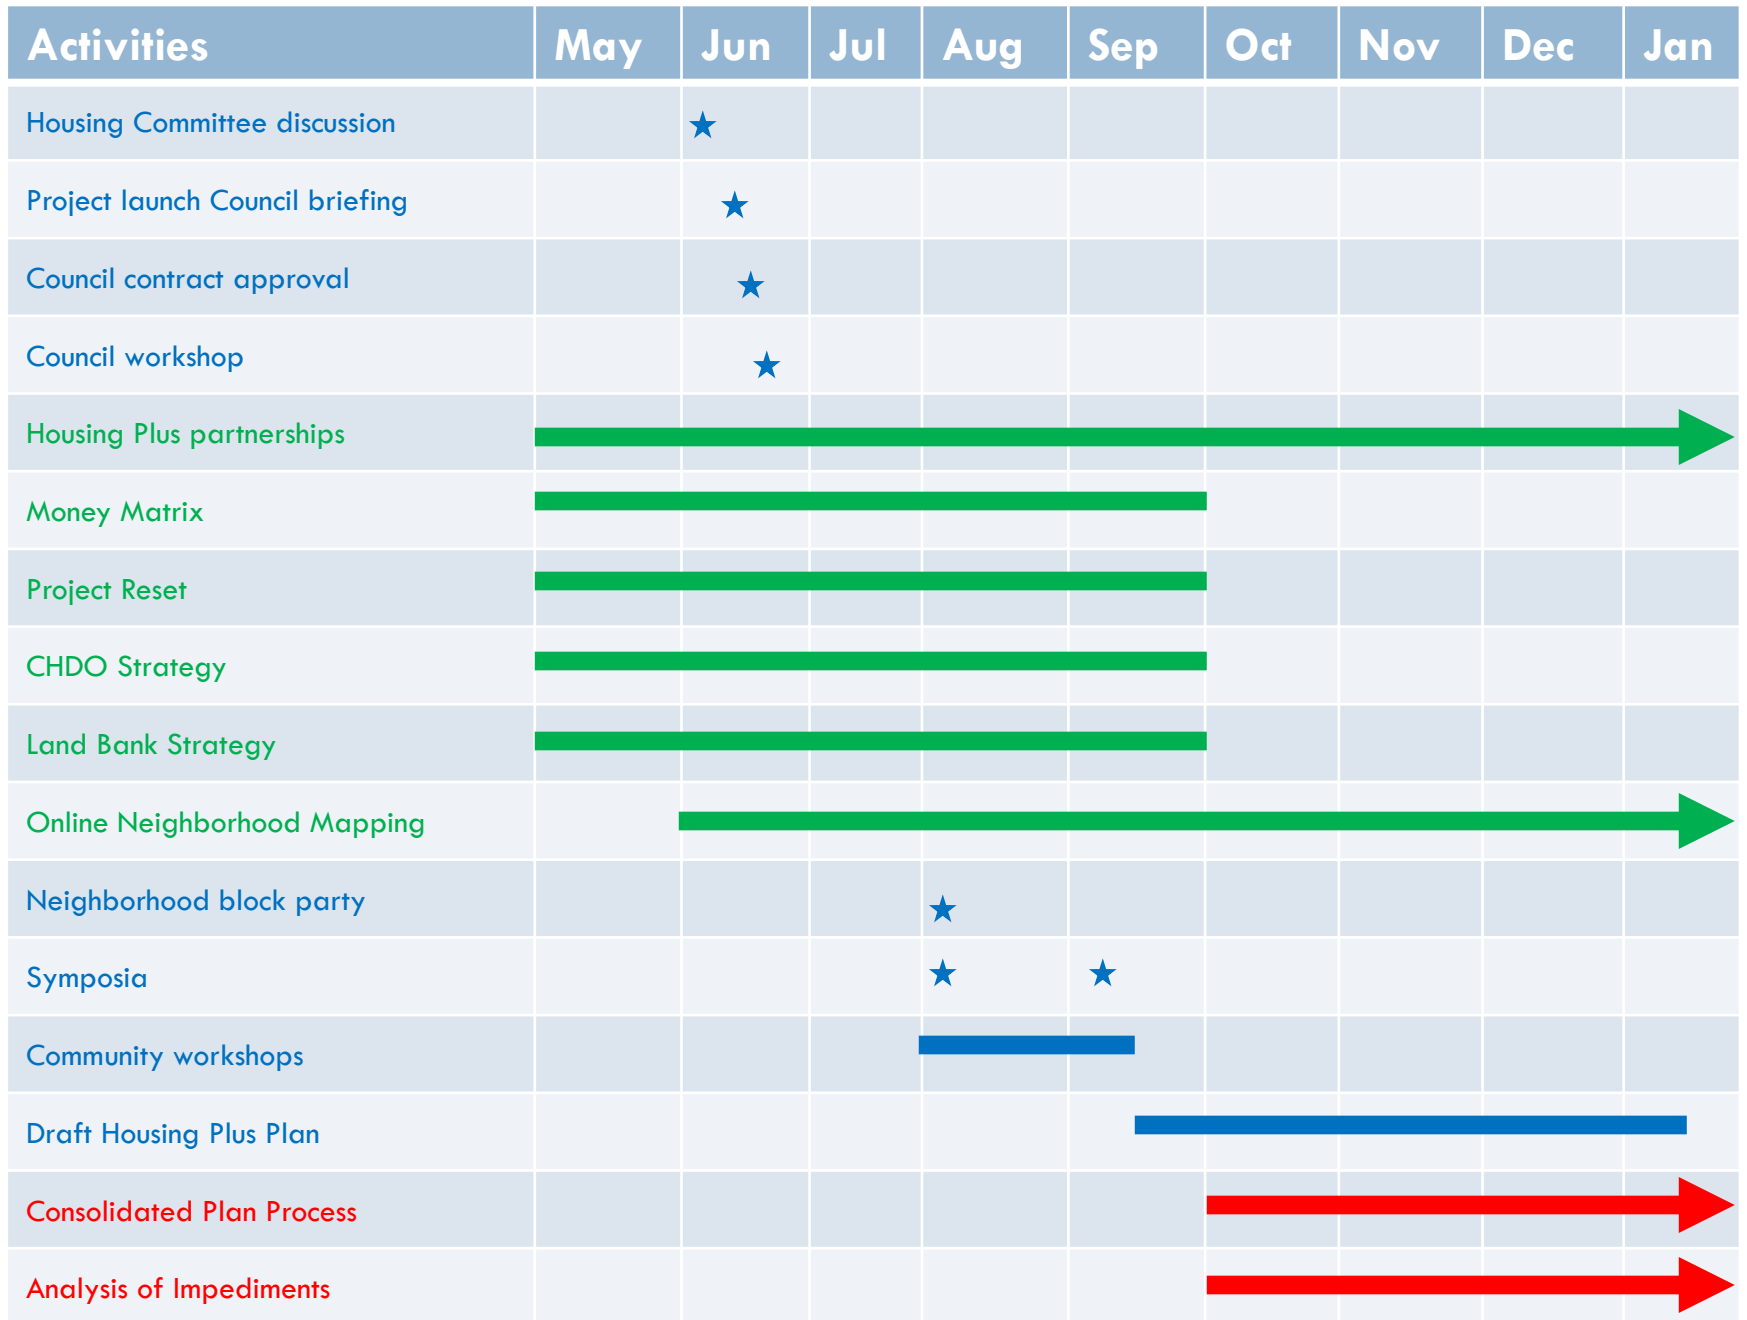 Activities May Jun Jul Aug Sep Oct Nov Dec Jan
Housing Committee discussion
Project launch Council briefing
Council contract approval
Council workshop
Housing Plus partnerships
Money Matrix
Project Reset
CHDO Strategy
Land Bank Strategy
Online Neighborhood Mapping
Neighborhood block party
Symposia
Community workshops
Draft Housing Plus Plan
Consolidated Plan Process
Analysis of Impediments